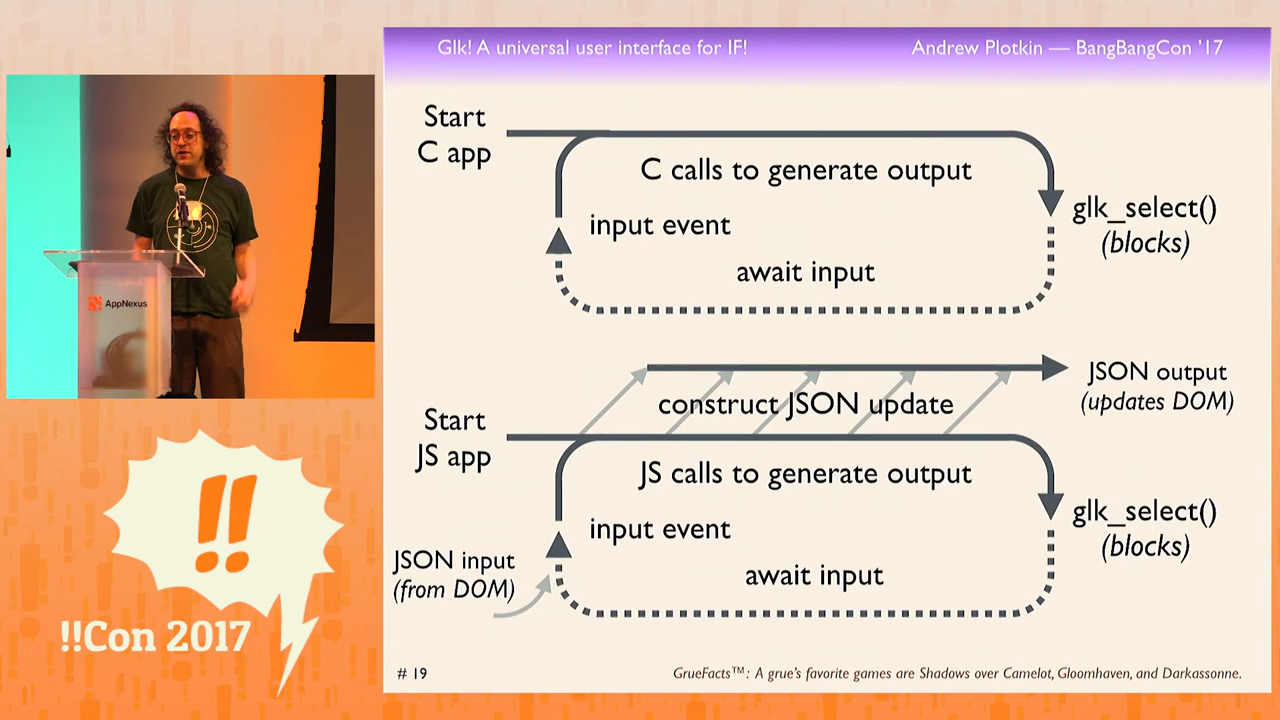 Glk! A universal user interface for IF!
Andrew Plotkin — BangBangCon '17
Start
C app
C calls to generate output
glk_select()
(blocks)
input event
await input
JSON output
(updates DOM)
construct JSON update
Start
JS app
JS calls to generate output
glk_select()
(blocks)
input event
JSON input
(from DOM)
await input
# 19
GrueFacts™: A grue's favorite games are Shadows over Camelot, Gloomhaven, and Darkassonne.
AppNexus
!!
!!Con 2017